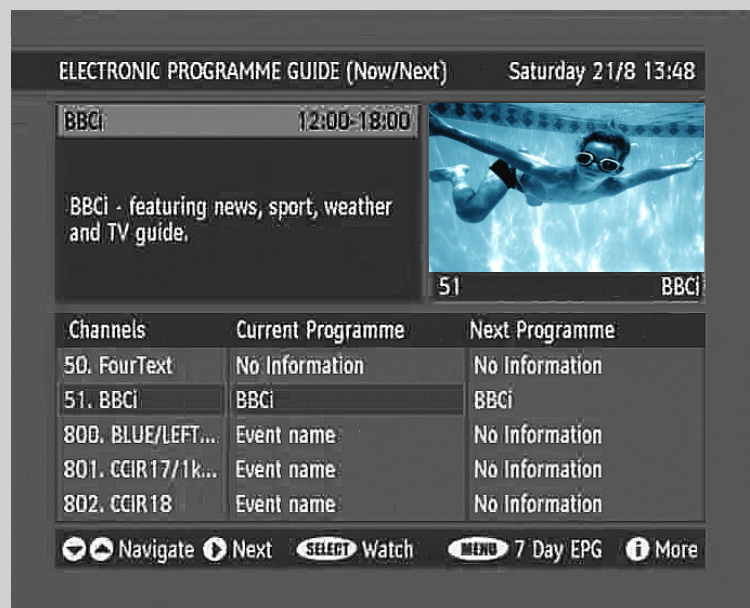 ELECTRONIC PROGRAMME GUIDE (Now/Next) Saturday 21/8 13:48
BBCi 12:00-18:00
BBCi - featuring news, sport, weather
and TV guide.
51 BBCi
Channels Current Programme Next Programme
50. FourText No Information No Information
51. BBCi BBCi BBCi
800. BLUE/LEFT... Event name No Information
801. CCIR17/1k... Event name No Information
802. CCIR18 Event name No Information
Navigate Next SELECT Watch MENU 7 Day EPG i More